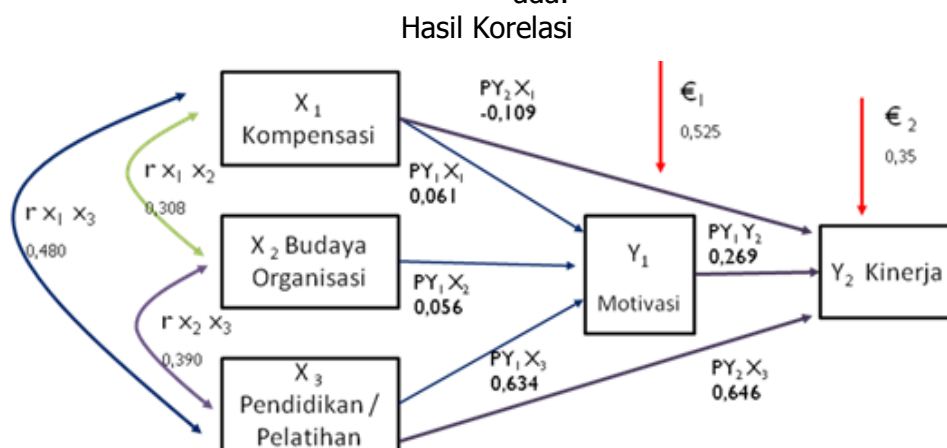 ada.
Hasil Korelasi
X₁
Kompensasi
PY₂X₁
-0,109
€₁
0,525
€₂
0,35
r x₁ x₂
0,308
PY₁X₁
0,061
r x₁ x₃
0,480
X₂ Budaya
Organisasi
PY₁X₂
0,056
Y₁
Motivasi
PY₁Y₂
0,269
Y₂ Kinerja
r x₂ x₃
0,390
X₃
Pendidikan /
Pelatihan
PY₁X₃
0,634
PY₂X₃
0,646